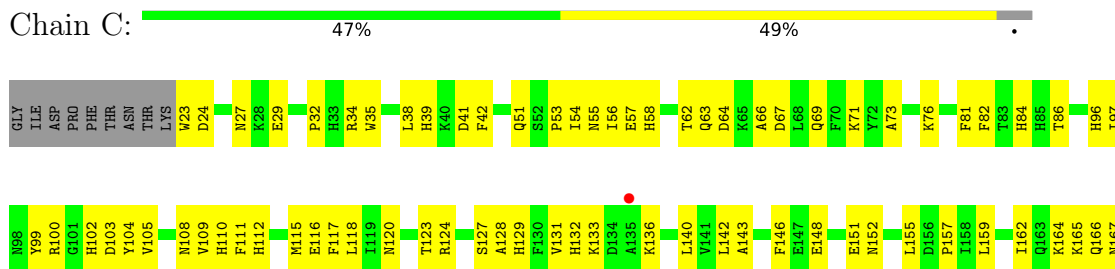 Chain C:
47% 49% •
GLY ILE ASP PRO PHE THR ASN THR LYS W23 D24 N27 K28 E29 P32 H33 R34 W35 L38 H39 K40 D41 F42 Q51 S52 P53 I54 N55 I56 E57 H58 T62 Q63 D64 K65 A66 D67 L68 Q69 F70 K71 Y72 A73 K76 F81 F82 T83 H84 H85 T86 H96
N98 Y99 R100 G101 H102 D103 Y104 V105 N108 V109 H110 F111 H112 M115 E116 F117 L118 I119 N120 T123 R124 S127 A128 H129 F130 V131 H132 K133 D134 A135 K136 L140 V141 L142 A143 F146 E147 E148 E151 N152 L155 D156 P157 I158 L159 I162 Q163 K164 K165 Q166